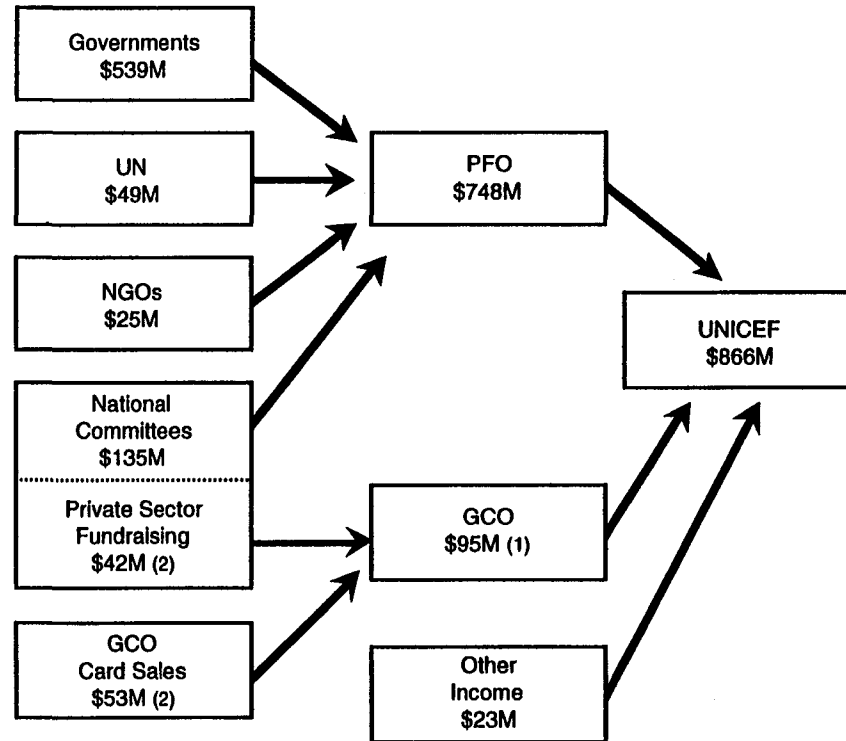 Governments
$539M
UN
$49M
NGOs
$25M
National
Committees
$135M
Private Sector
Fundraising
$42M (2)
GCO
Card Sales
$53M (2)
PFO
$748M
GCO
$95M (1)
Other
Income
$23M
UNICEF
$866M